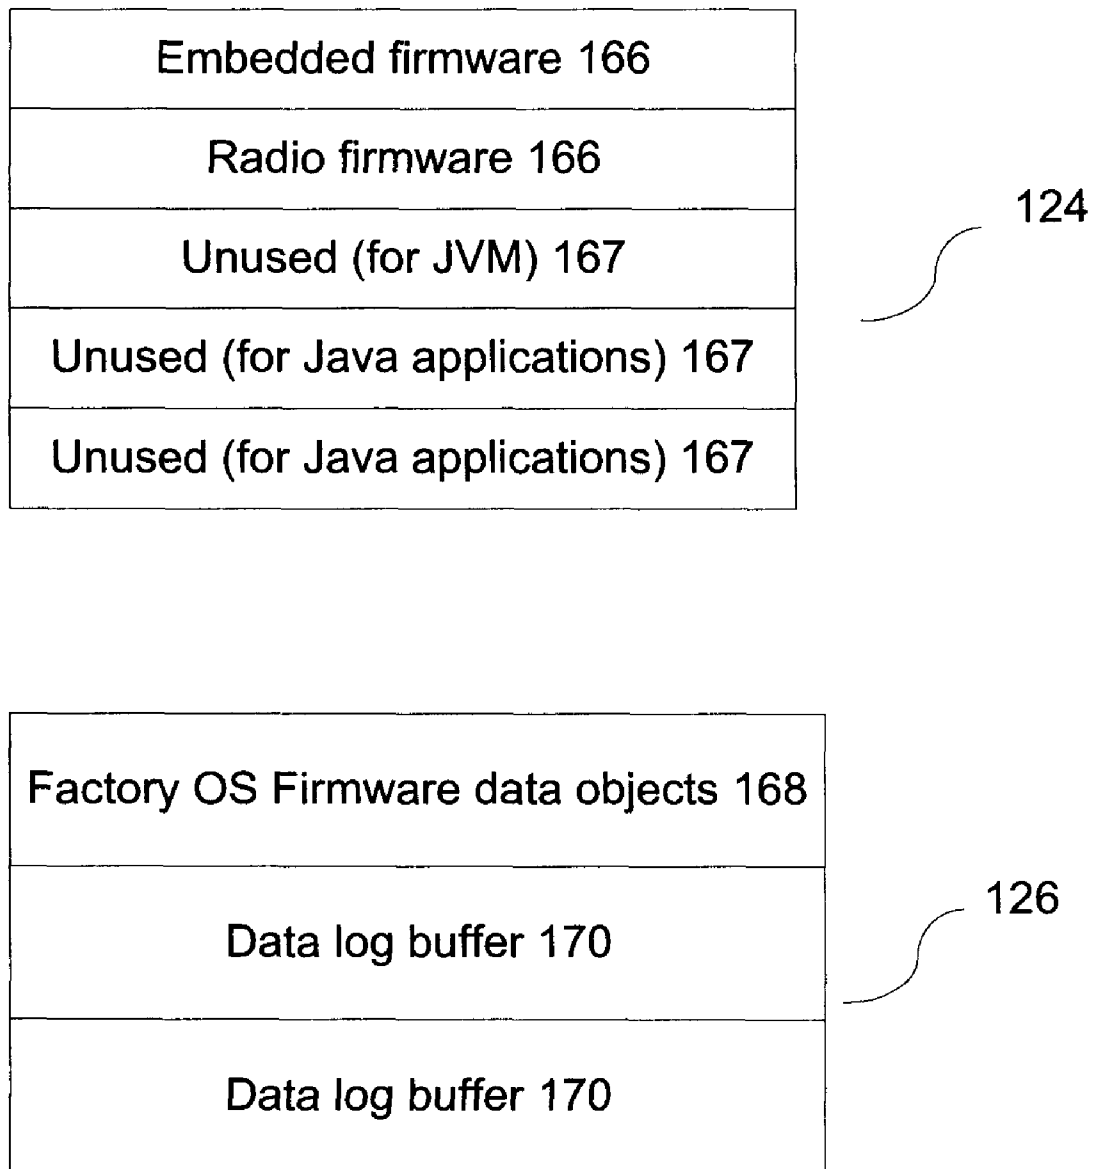 Embedded firmware 166
Radio firmware 166
Unused (for JVM) 167
Unused (for Java applications) 167
Unused (for Java applications) 167
124
Factory OS Firmware data objects 168
Data log buffer 170
Data log buffer 170
126